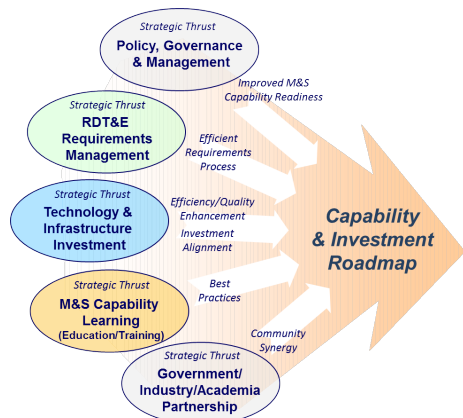 Strategic Thrust
Policy, Governance
& Management
Improved M&S
Capability Readiness
Strategic Thrust
RDT&E
Requirements
Management
Efficient
Requirements
Process
Strategic Thrust
Technology &
Infrastructure
Investment
Efficiency/Quality
Enhancement
Investment
Alignment
Capability
& Investment
Roadmap
Strategic Thrust
M&S Capability
Learning
(Education/Training)
Best
Practices
Community
Synergy
Strategic Thrust
Government/
Industry/Academia
Partnership